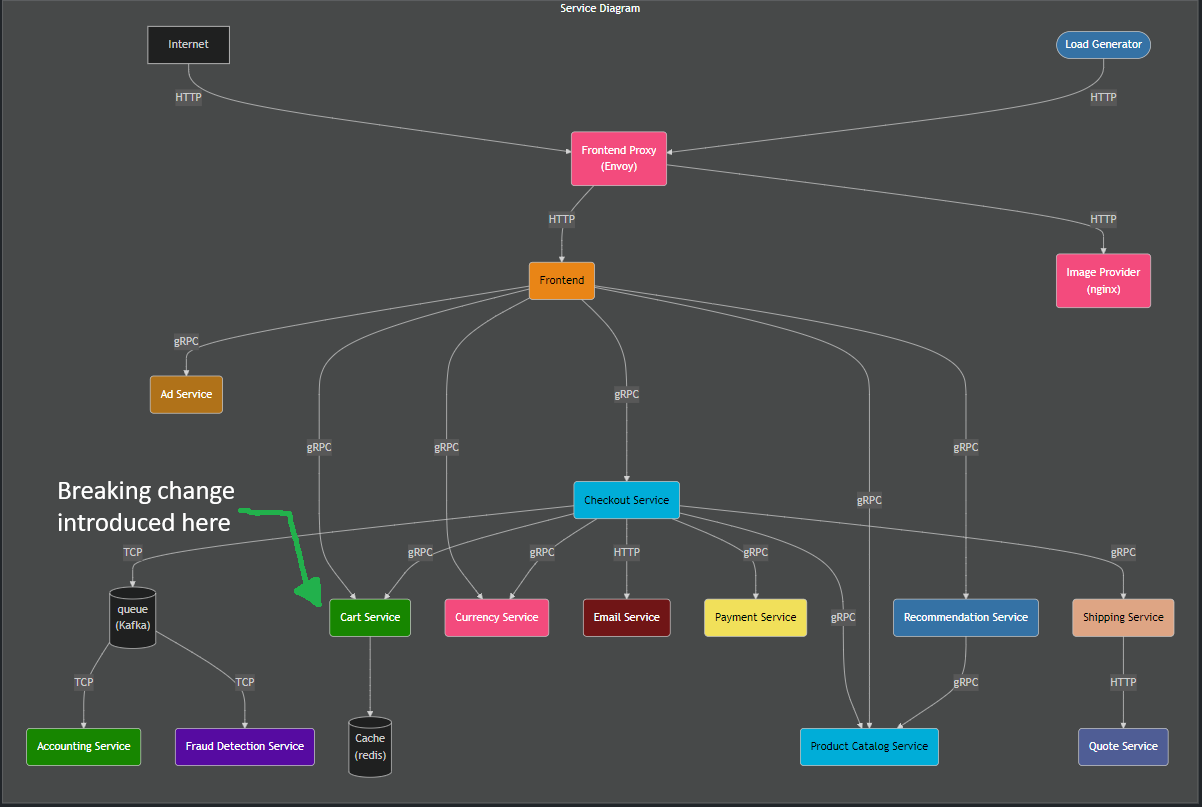 Service Diagram
Internet
Load Generator
HTTP
HTTP
Frontend Proxy
(Envoy)
HTTP
HTTP
Image Provider
(nginx)
Frontend
gRPC
Ad Service
gRPC
gRPC
gRPC
gRPC
gRPC
Breaking change
introduced here
Checkout Service
TCP
gRPC
gRPC
HTTP
gRPC
gRPC
gRPC
queue
(Kafka)
Cart Service
Currency Service
Email Service
Payment Service
Recommendation Service
Shipping Service
TCP
TCP
gRPC
HTTP
Accounting Service
Fraud Detection Service
Cache
(redis)
Product Catalog Service
Quote Service